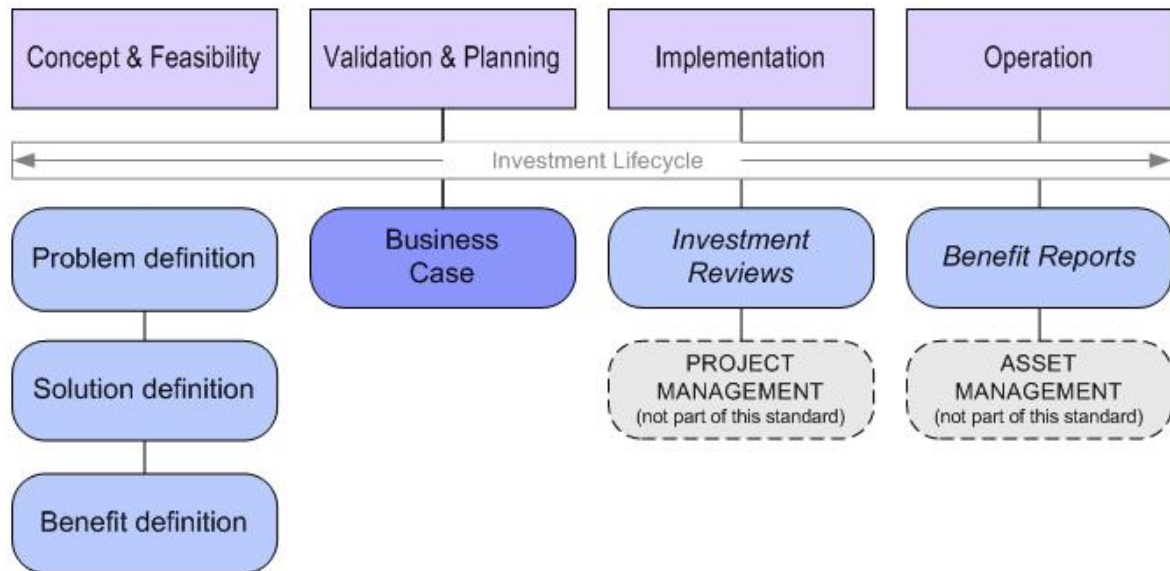 Concept & Feasibility
Validation & Planning
Implementation
Operation
Investment Lifecycle
Problem definition
Solution definition
Benefit definition
Business
Case
Investment
Reviews
PROJECT
MANAGEMENT
(not part of this standard)
Benefit Reports
ASSET
MANAGEMENT
(not part of this standard)